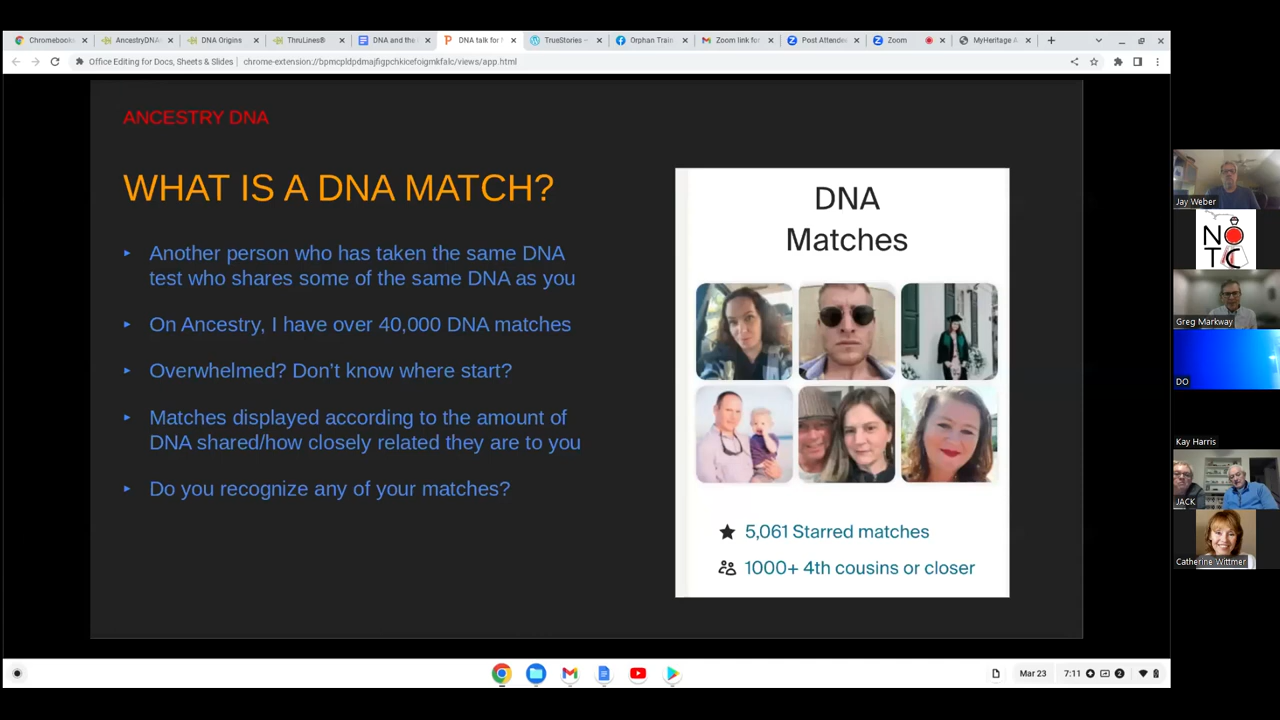 Chromebook
AncestryDNA
DNA Origins
ThruLines®
DNA and the
DNA talk for
TrueStories –
Orphan Train
Zoom link for
Post Attende
Zoom
MyHeritage A
Office Editing for Docs, Sheets & Slides
chrome-extension://bpmcpldpdmajfigpchkicefoigmkfalc/views/app.html
ANCESTRY DNA
WHAT IS A DNA MATCH?
Another person who has taken the same DNA
test who shares some of the same DNA as you
On Ancestry, I have over 40,000 DNA matches
Overwhelmed? Don't know where start?
Matches displayed according to the amount of
DNA shared/how closely related they are to you
Do you recognize any of your matches?
DNA
Matches
5,061 Starred matches
1000+ 4th cousins or closer
Jay Weber
NO
TC
Greg Markway
DO
Kay Harris
JACK
Catherine Wittmer
Mar 23
7:11
2